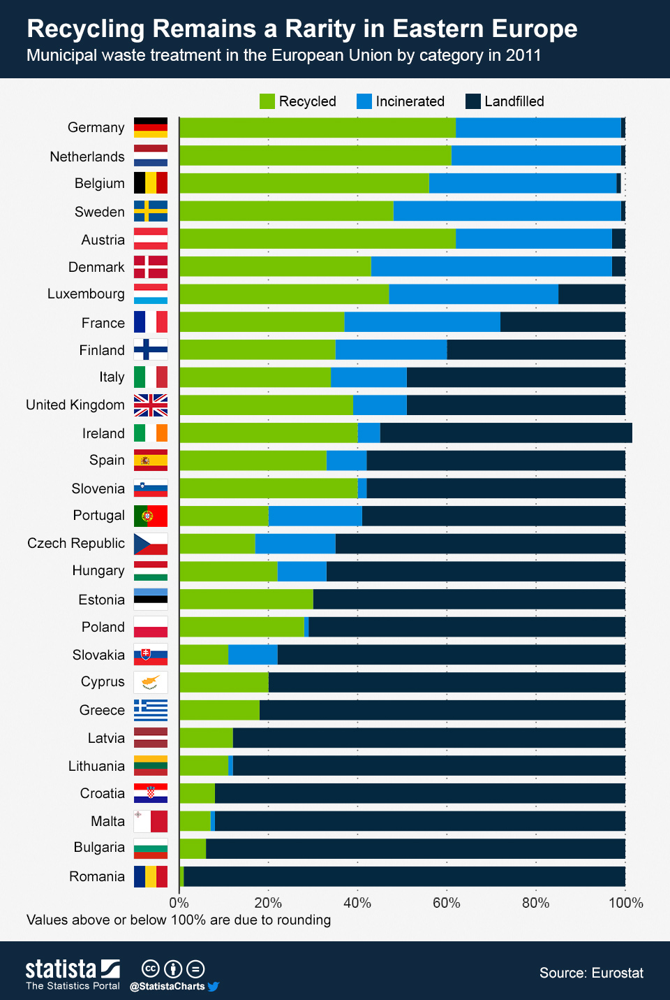 Recycling Remains a Rarity in Eastern Europe
Municipal waste treatment in the European Union by category in 2011
Recycled Incinerated Landfilled
Germany
Netherlands
Belgium
Sweden
Austria
Denmark
Luxembourg
France
Finland
Italy
United Kingdom
Ireland
Spain
Slovenia
Portugal
Czech Republic
Hungary
Estonia
Poland
Slovakia
Cyprus
Greece
Latvia
Lithuania
Croatia
Malta
Bulgaria
Romania
0% 20% 40% 60% 80% 100%
Values above or below 100% are due to rounding
statista
The Statistics Portal
cc
@StatistaCharts
Source: Eurostat